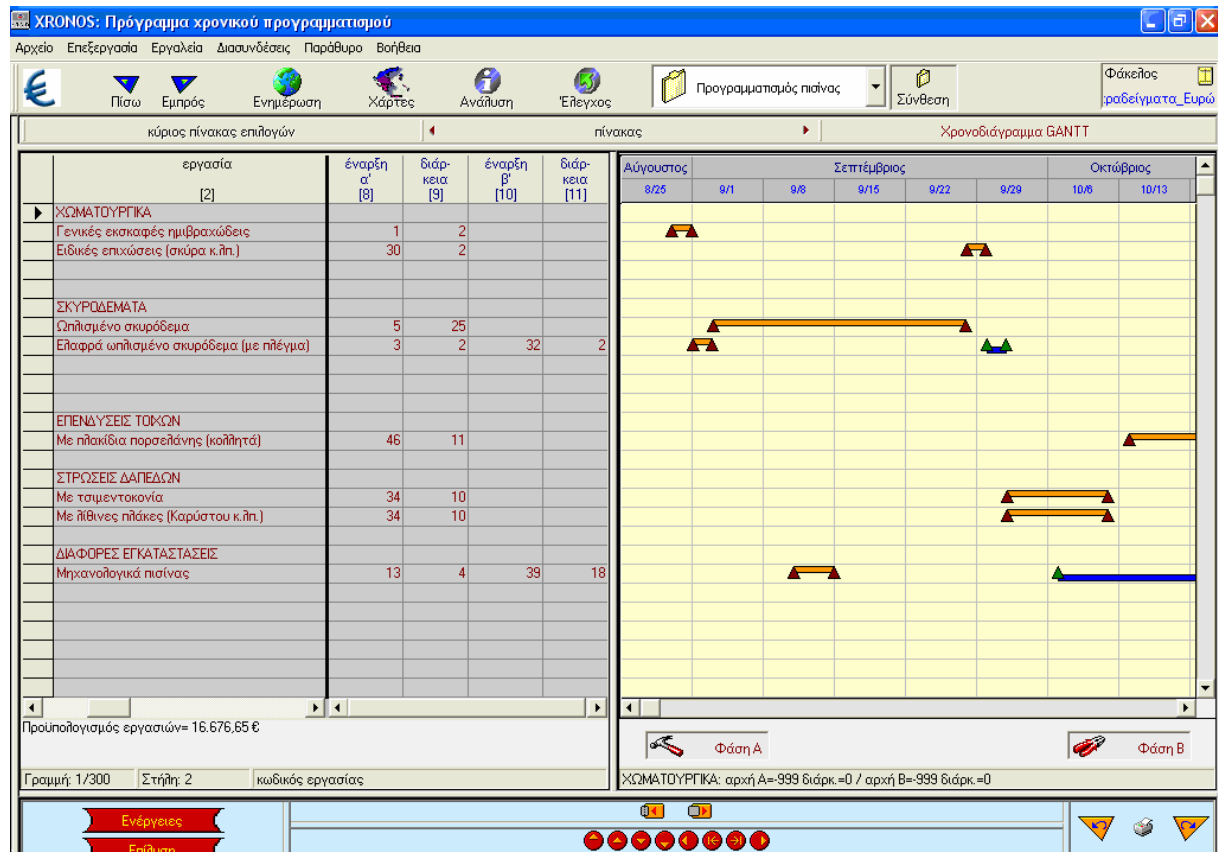 XRONOS: Πρόγραμμα χρονικού προγραμματισμού
Αρχείο Επεξεργασία Εργαλεία Διασυνδέσεις Παράθυρο Βοήθεια
Πίσω Εμπρός Ενημέρωση Χάρτες Ανάλυση Έλεγχος Προγραμματισμός πισίνας Σύνθεση Φάκελος
:ραδείγματα_Ευρώ
κύριος πίνακας επιλογών πίνακας Χρονοδιάγραμμα GANTT
εργασία έναρξη διάρ- έναρξη διάρ-
α' κεια β' κεια
[2] [8] [9] [10] [11]
Αύγουστος Σεπτέμβριος Οκτώβριος
8/25 9/1 9/8 9/15 9/22 9/29 10/6 10/13
ΧΩΜΑΤΟΥΡΓΙΚΑ
Γενικές εκσκαφές ημιβραχώδεις 1 2
Ειδικές επιχώσεις (σκύρα κ.λπ.) 30 2
ΣΚΥΡΟΔΕΜΑΤΑ
Ωπλισμένο σκυρόδεμα 5 25
Ελαφρά ωπλισμένο σκυρόδεμα (με πλέγμα) 3 2 32 2
ΕΠΕΝΔΥΣΕΙΣ ΤΟΙΧΩΝ
Με πλακίδια πορσελάνης (κολλητά) 46 11
ΣΤΡΩΣΕΙΣ ΔΑΠΕΔΩΝ
Με τσιμεντοκονία 34 10
Με λίθινες πλάκες (Καρύστου κ.λπ.) 34 10
ΔΙΑΦΟΡΕΣ ΕΓΚΑΤΑΣΤΑΣΕΙΣ
Μηχανολογικά πισίνας 13 4 39 18
Προϋπολογισμός εργασιών= 16.676,65 €
Φάση Α Φάση Β
Γραμμή: 1/300 Στήλη: 2 κωδικός εργασίας
ΧΩΜΑΤΟΥΡΓΙΚΑ: αρχή Α=-999 διάρκ.=0 / αρχή Β=-999 διάρκ.=0
Ενέργειες
Επίλυση